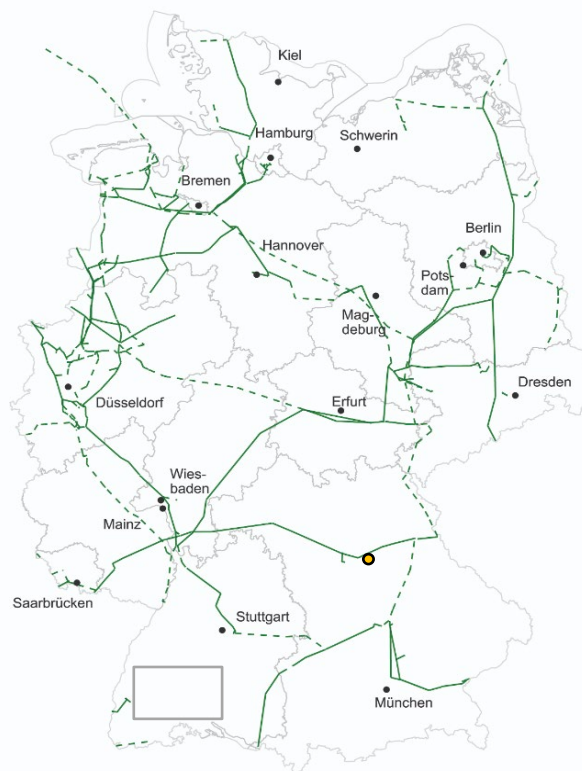 Kiel
Hamburg
Schwerin
Bremen
Berlin
Hannover
Pots-
dam
Mag-
deburg
Dresden
Düsseldorf
Erfurt
Wies-
baden
Mainz
Saarbrücken
Stuttgart
München